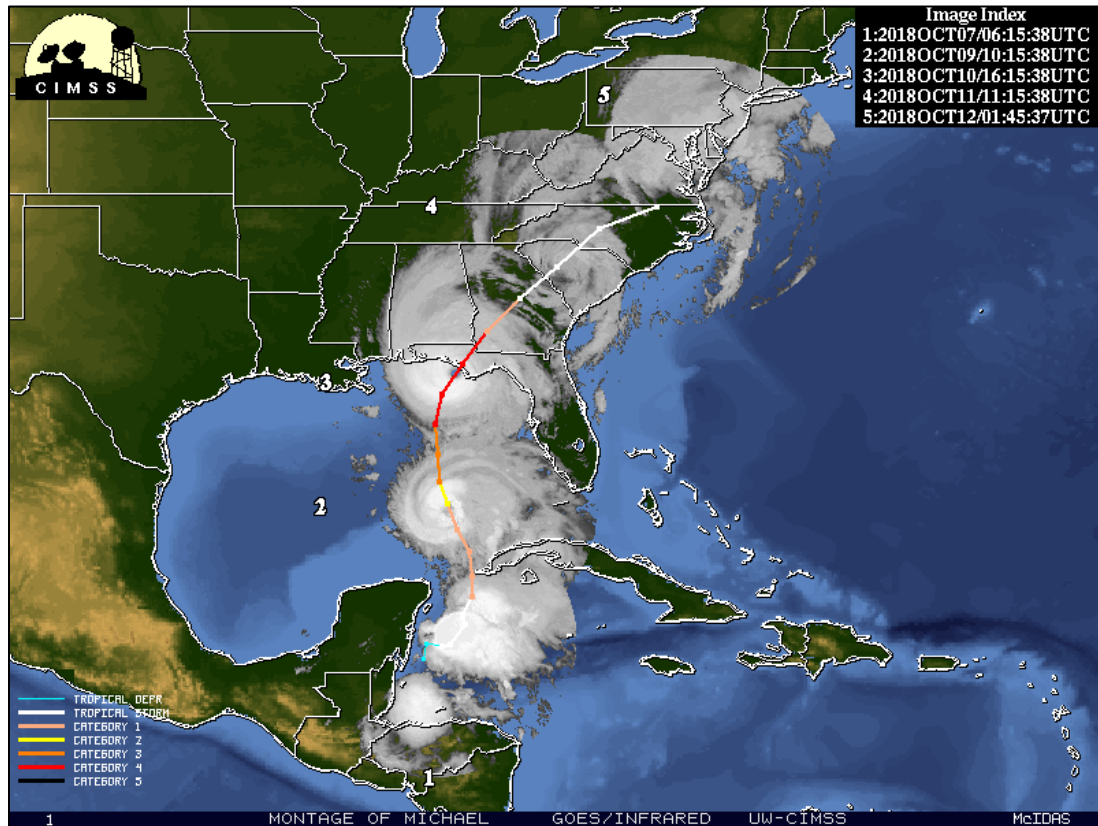 CIMSS
Image Index
1:2018OCT07/06:15:38UTC
2:2018OCT09/10:15:38UTC
3:2018OCT10/16:15:38UTC
4:2018OCT11/11:15:38UTC
5:2018OCT12/01:45:37UTC
5
4
3
2
1
TROPICAL DEPR
TROPICAL STORM
CATEGORY 1
CATEGORY 2
CATEGORY 3
CATEGORY 4
CATEGORY 5
1 MONTAGE OF MICHAEL GOES/INFRARED UW-CIMSS McIDAS